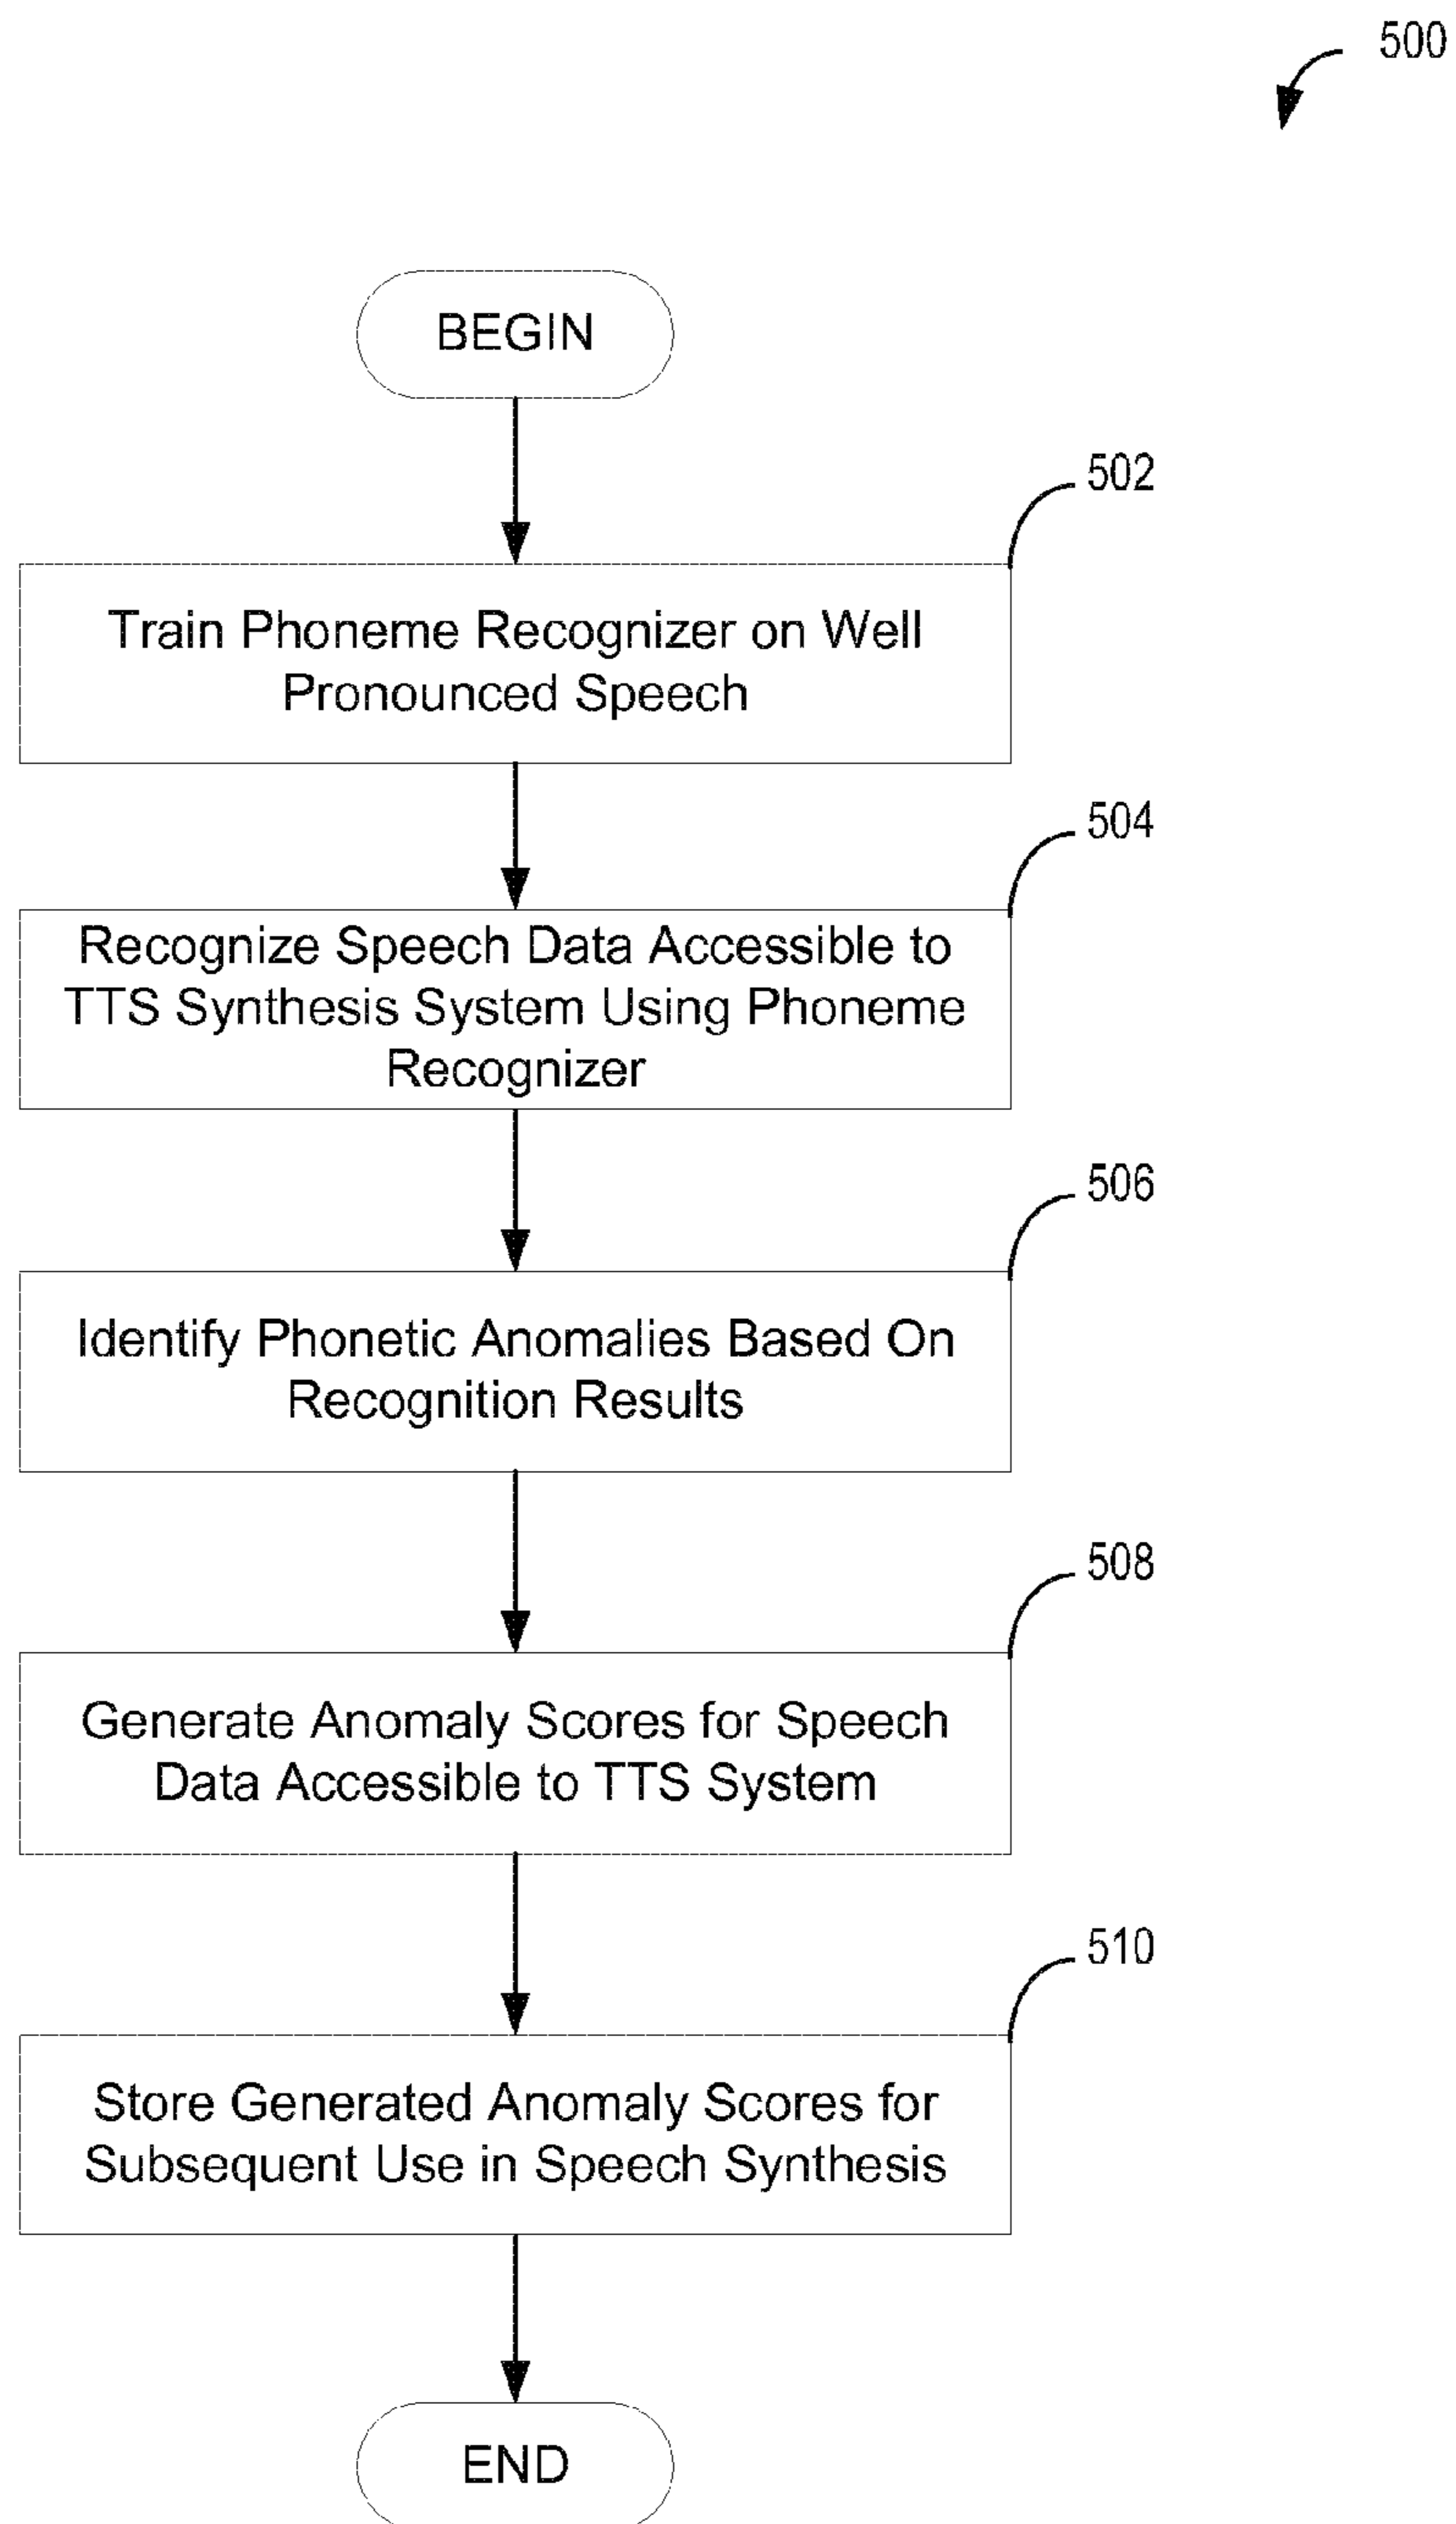 500
BEGIN
502
Train Phoneme Recognizer on Well
Pronounced Speech
504
Recognize Speech Data Accessible to
TTS Synthesis System Using Phoneme
Recognizer
506
Identify Phonetic Anomalies Based On
Recognition Results
508
Generate Anomaly Scores for Speech
Data Accessible to TTS System
510
Store Generated Anomaly Scores for
Subsequent Use in Speech Synthesis
END